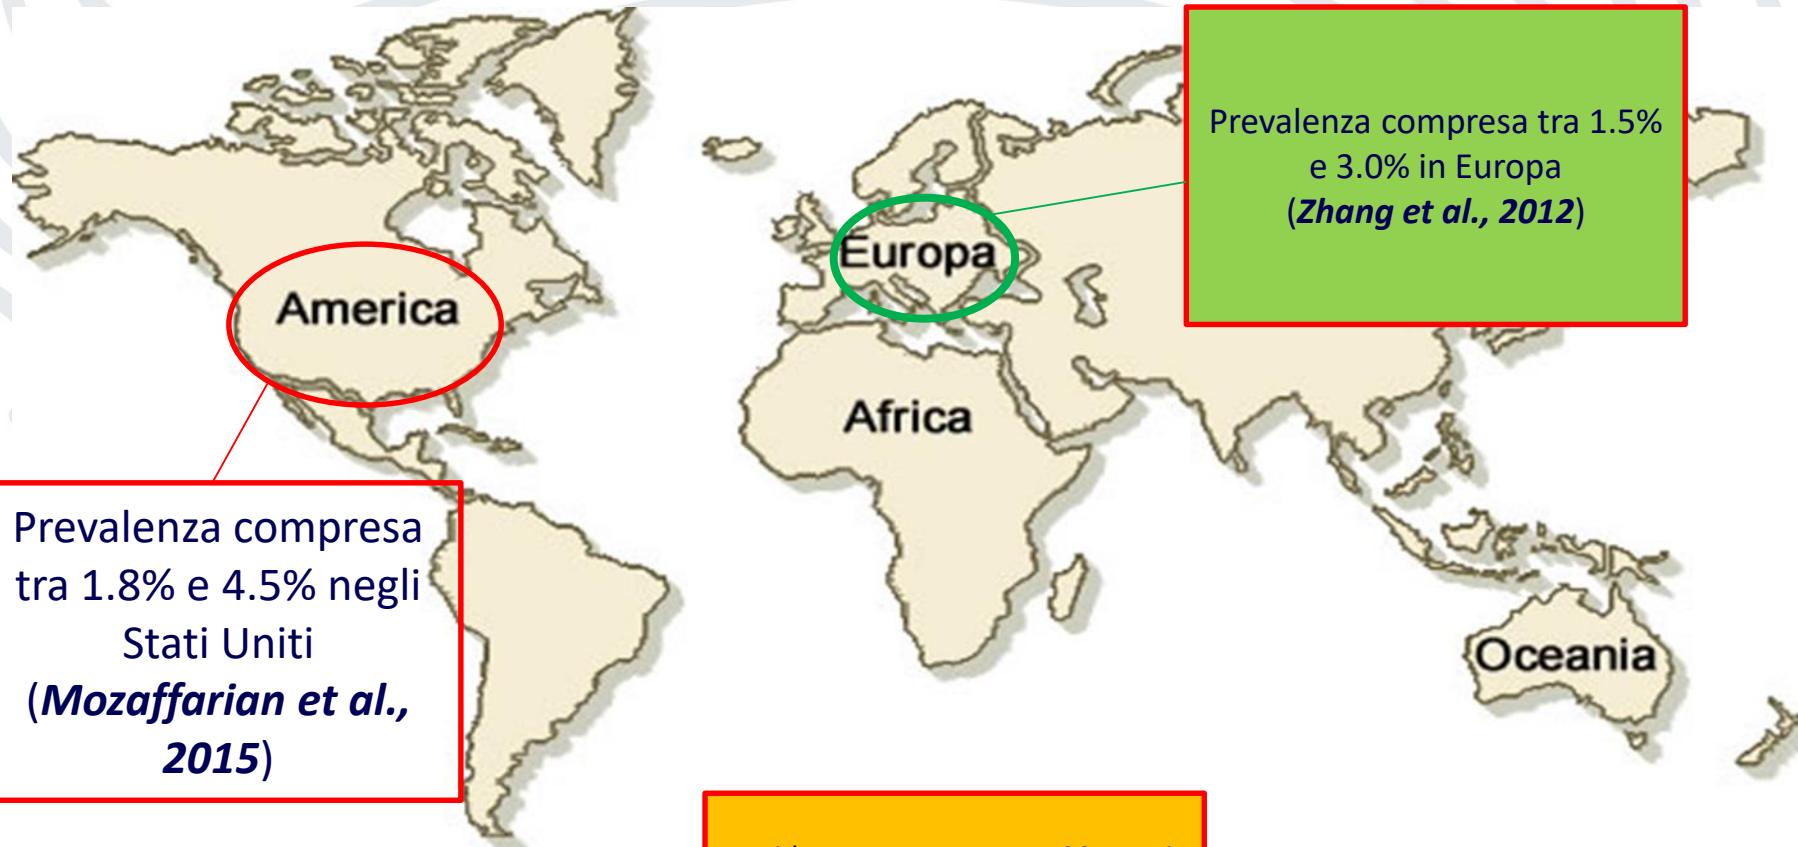 Prevalenza compresa tra 1.5%
e 3.0% in Europa
(Zhang et al., 2012)
Europa
America
Africa
Prevalenza compresa
tra 1.8% e 4.5% negli
Stati Uniti
(Mozaffarian et al.,
2015)
Oceania